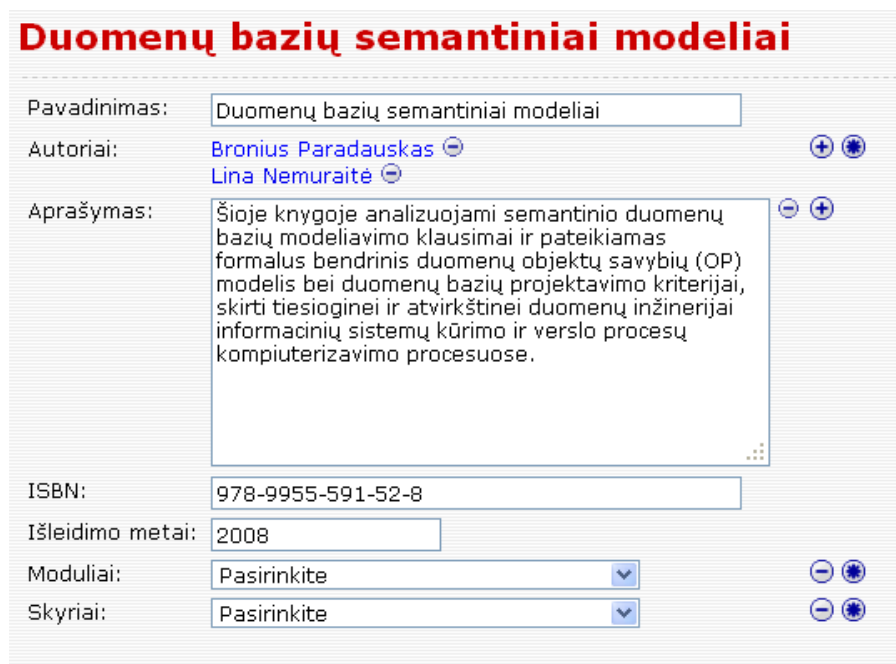 Duomenų bazių semantiniai modeliai
Pavadinimas: Duomenų bazių semantiniai modeliai
Autoriai: Bronius Paradauskas
Lina Nemuraitė
Aprašymas: Šioje knygoje analizuojami semantinio duomenų
bazių modeliavimo klausimai ir pateikiamas
formalus bendrinis duomenų objektų savybių (OP)
modelis bei duomenų bazių projektavimo kriterijai,
skirti tiesioginei ir atvirkštinei duomenų inžinerijai
informacinių sistemų kūrimo ir verslo procesų
kompiuterizavimo procesuose.
ISBN: 978-9955-591-52-8
Išleidimo metai: 2008
Moduliai: Pasirinkite
Skyriai: Pasirinkite